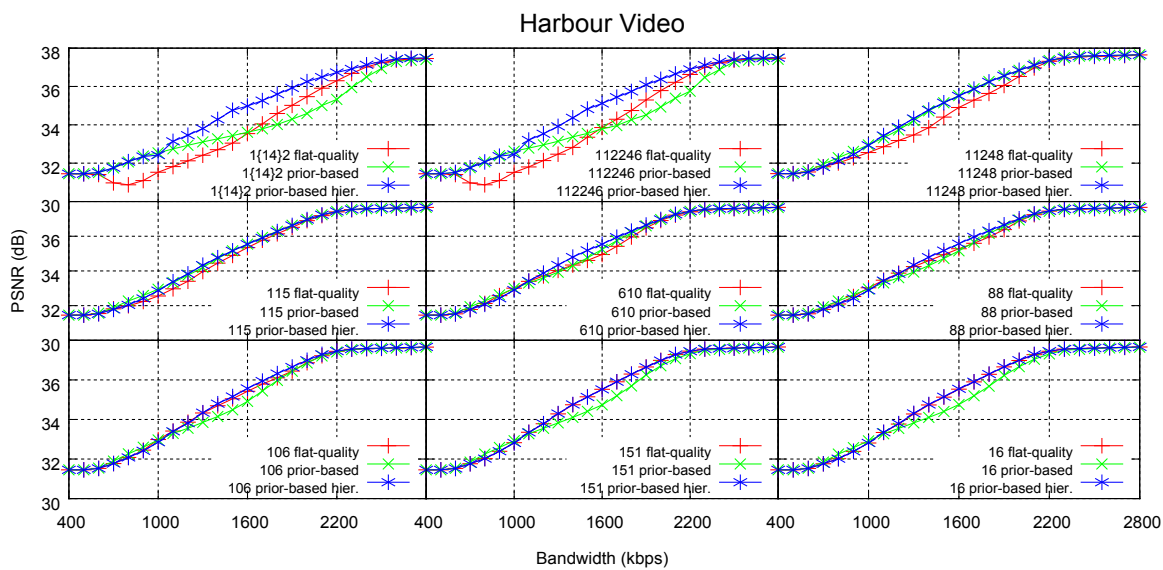 Harbour Video
38
36
34
32
1{14}2 flat-quality
1{14}2 prior-based
1{14}2 prior-based hier.
112246 flat-quality
112246 prior-based
112246 prior-based hier.
11248 flat-quality
11248 prior-based
11248 prior-based hier.
30
36
34
32
115 flat-quality
115 prior-based
115 prior-based hier.
610 flat-quality
610 prior-based
610 prior-based hier.
88 flat-quality
88 prior-based
88 prior-based hier.
PSNR (dB)
30
36
34
32
30
106 flat-quality
106 prior-based
106 prior-based hier.
151 flat-quality
151 prior-based
151 prior-based hier.
16 flat-quality
16 prior-based
16 prior-based hier.
400 1000 1600 2200 400 1000 1600 2200 400 1000 1600 2200 2800
Bandwidth (kbps)